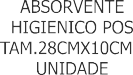 ABSORVENTE
HIGIENICO POS
TAM.28CMX10CM
UNIDADE